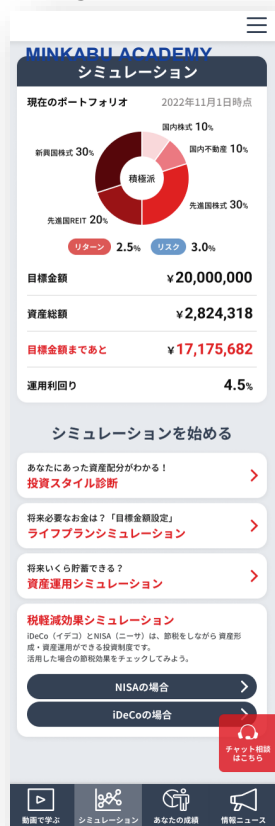 MINKABU ACADEMY
シミュレーション
現在のポートフォリオ 2022年11月1日時点
国内株式 10%
国内不動産 10%
新興国株式 30%
積極派
先進国株式 30%
先進国REIT 20%
リターン 2.5% リスク 3.0%
目標金額 ¥20,000,000
資産総額 ¥2,824,318
目標金額まであと ¥17,175,682
運用利回り 4.5%
シミュレーションを始める
あなたにあった資産配分がわかる！
投資スタイル診断
将来必要なお金は？「目標金額設定」
ライフプランシミュレーション
将来いくら貯蓄できる？
資産運用シミュレーション
税軽減効果シミュレーション
iDeCo（イデコ）とNISA（ニーサ）は、節税をしながら 資産形
成・資産運用ができる投資制度です。
活用した場合の節税効果をチェックしてみよう。
NISAの場合
iDeCoの場合
チャット相談
はこちら
動画で学ぶ シミュレーション あなたの成績 情報ニュース